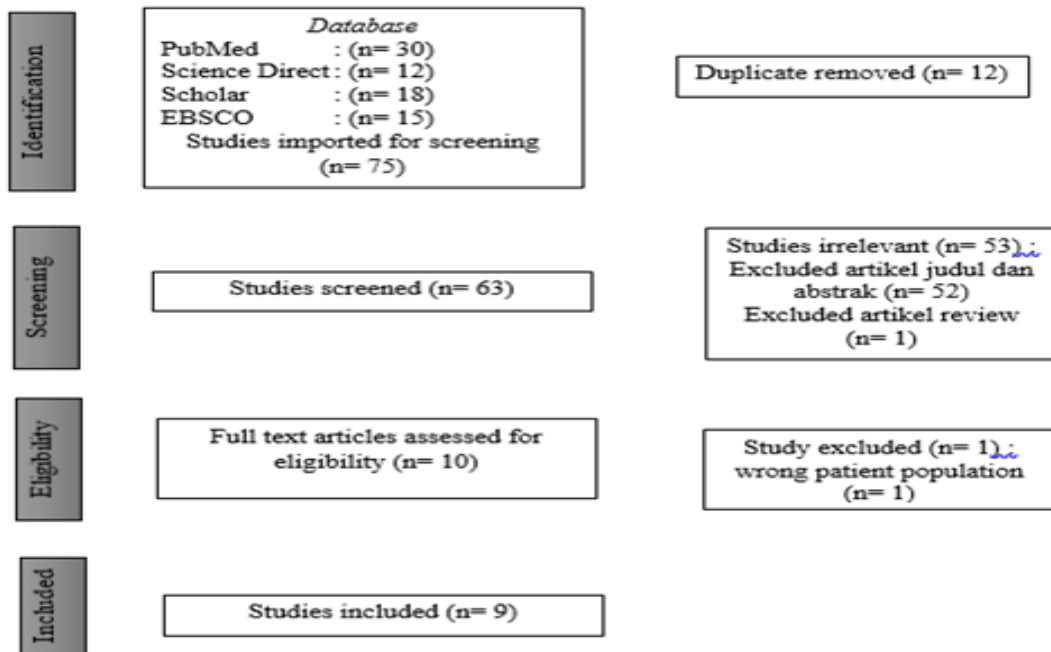 Identification
Database
PubMed : (n= 30)
Science Direct : (n= 12)
Scholar : (n= 18)
EBSCO : (n= 15)
Studies imported for screening
(n= 75)
Duplicate removed (n= 12)
Screening
Studies screened (n= 63)
Studies irrelevant (n= 53) :
Excluded artikel judul dan
abstrak (n= 52)
Excluded artikel review
(n= 1)
Eligibility
Full text articles assessed for
eligibility (n= 10)
Study excluded (n= 1) :
wrong patient population
(n= 1)
Included
Studies included (n= 9)